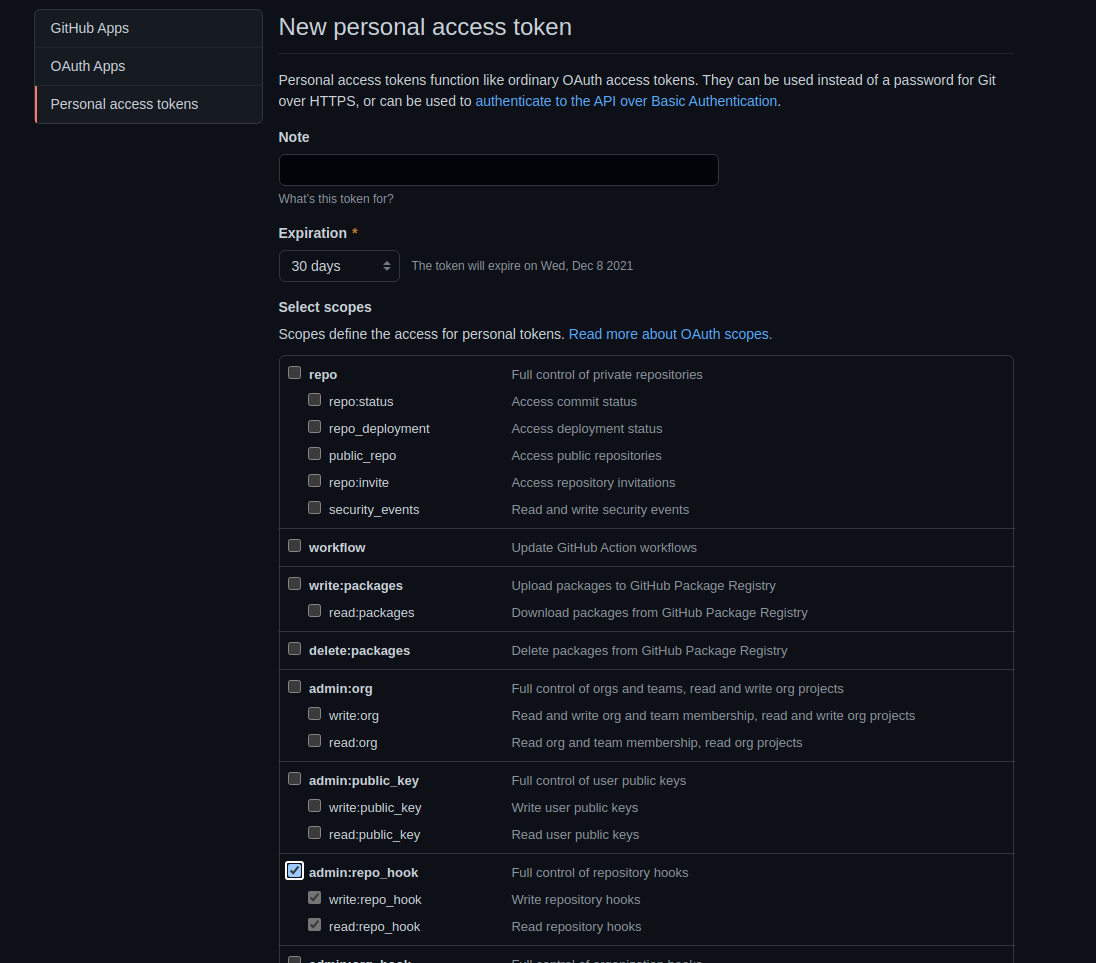 GitHub Apps
OAuth Apps
Personal access tokens
New personal access token
Personal access tokens function like ordinary OAuth access tokens. They can be used instead of a password for Git
over HTTPS, or can be used to authenticate to the API over Basic Authentication.
Note
What's this token for?
Expiration *
30 days The token will expire on Wed, Dec 8 2021
Select scopes
Scopes define the access for personal tokens. Read more about OAuth scopes.
repo Full control of private repositories
repo:status Access commit status
repo_deployment Access deployment status
public_repo Access public repositories
repo:invite Access repository invitations
security_events Read and write security events
workflow Update GitHub Action workflows
write:packages Upload packages to GitHub Package Registry
read:packages Download packages from GitHub Package Registry
delete:packages Delete packages from GitHub Package Registry
admin:org Full control of orgs and teams, read and write org projects
write:org Read and write org and team membership, read and write org projects
read:org Read org and team membership, read org projects
admin:public_key Full control of user public keys
write:public_key Write user public keys
read:public_key Read user public keys
admin:repo_hook Full control of repository hooks
write:repo_hook Write repository hooks
read:repo_hook Read repository hooks
admin:org_hook Full control of organization hooks